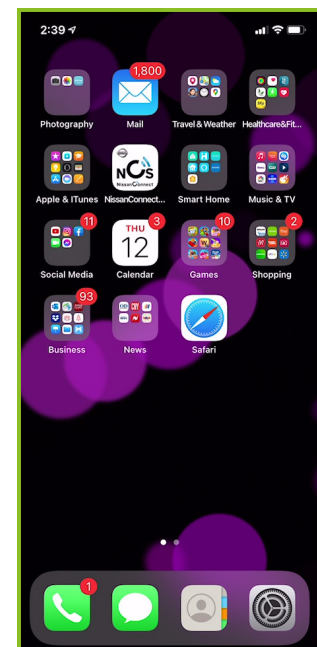 2:39
1,800
Photography Mail Travel & Weather Healthcare&Fit...
NCS
NissanConnect
Apple & ITunes NissanConnect... Smart Home Music & TV
11 3 10 2
THU
12
Social Media Calendar Games Shopping
93
Business News Safari
1